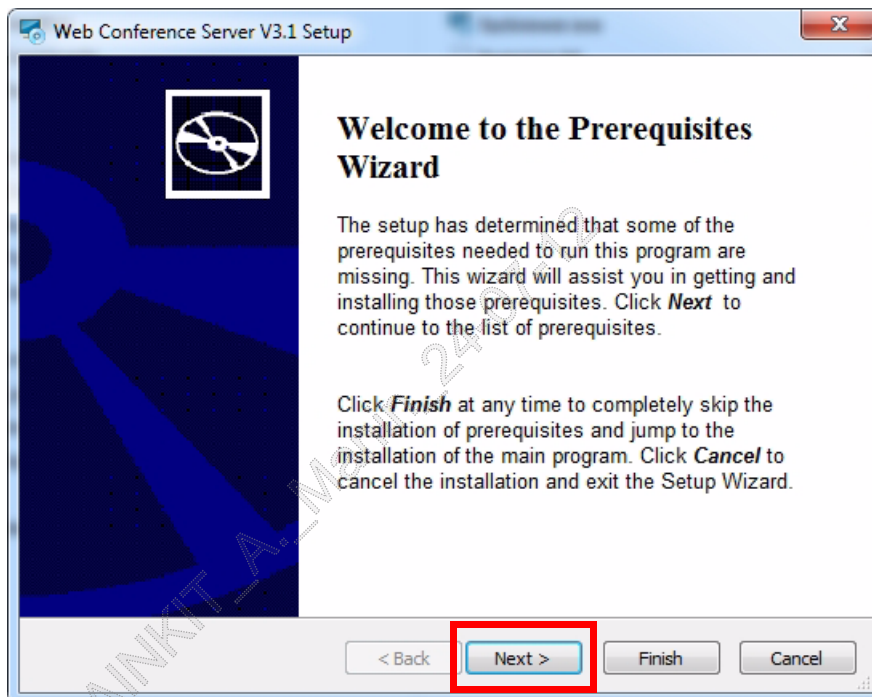 Web Conference Server V3.1 Setup
Welcome to the Prerequisites
Wizard
The setup has determined that some of the
prerequisites needed to run this program are
missing. This wizard will assist you in getting and
installing those prerequisites. Click Next to
continue to the list of prerequisites.
Click Finish at any time to completely skip the
installation of prerequisites and jump to the
installation of the main program. Click Cancel to
cancel the installation and exit the Setup Wizard.
< Back Next > Finish Cancel